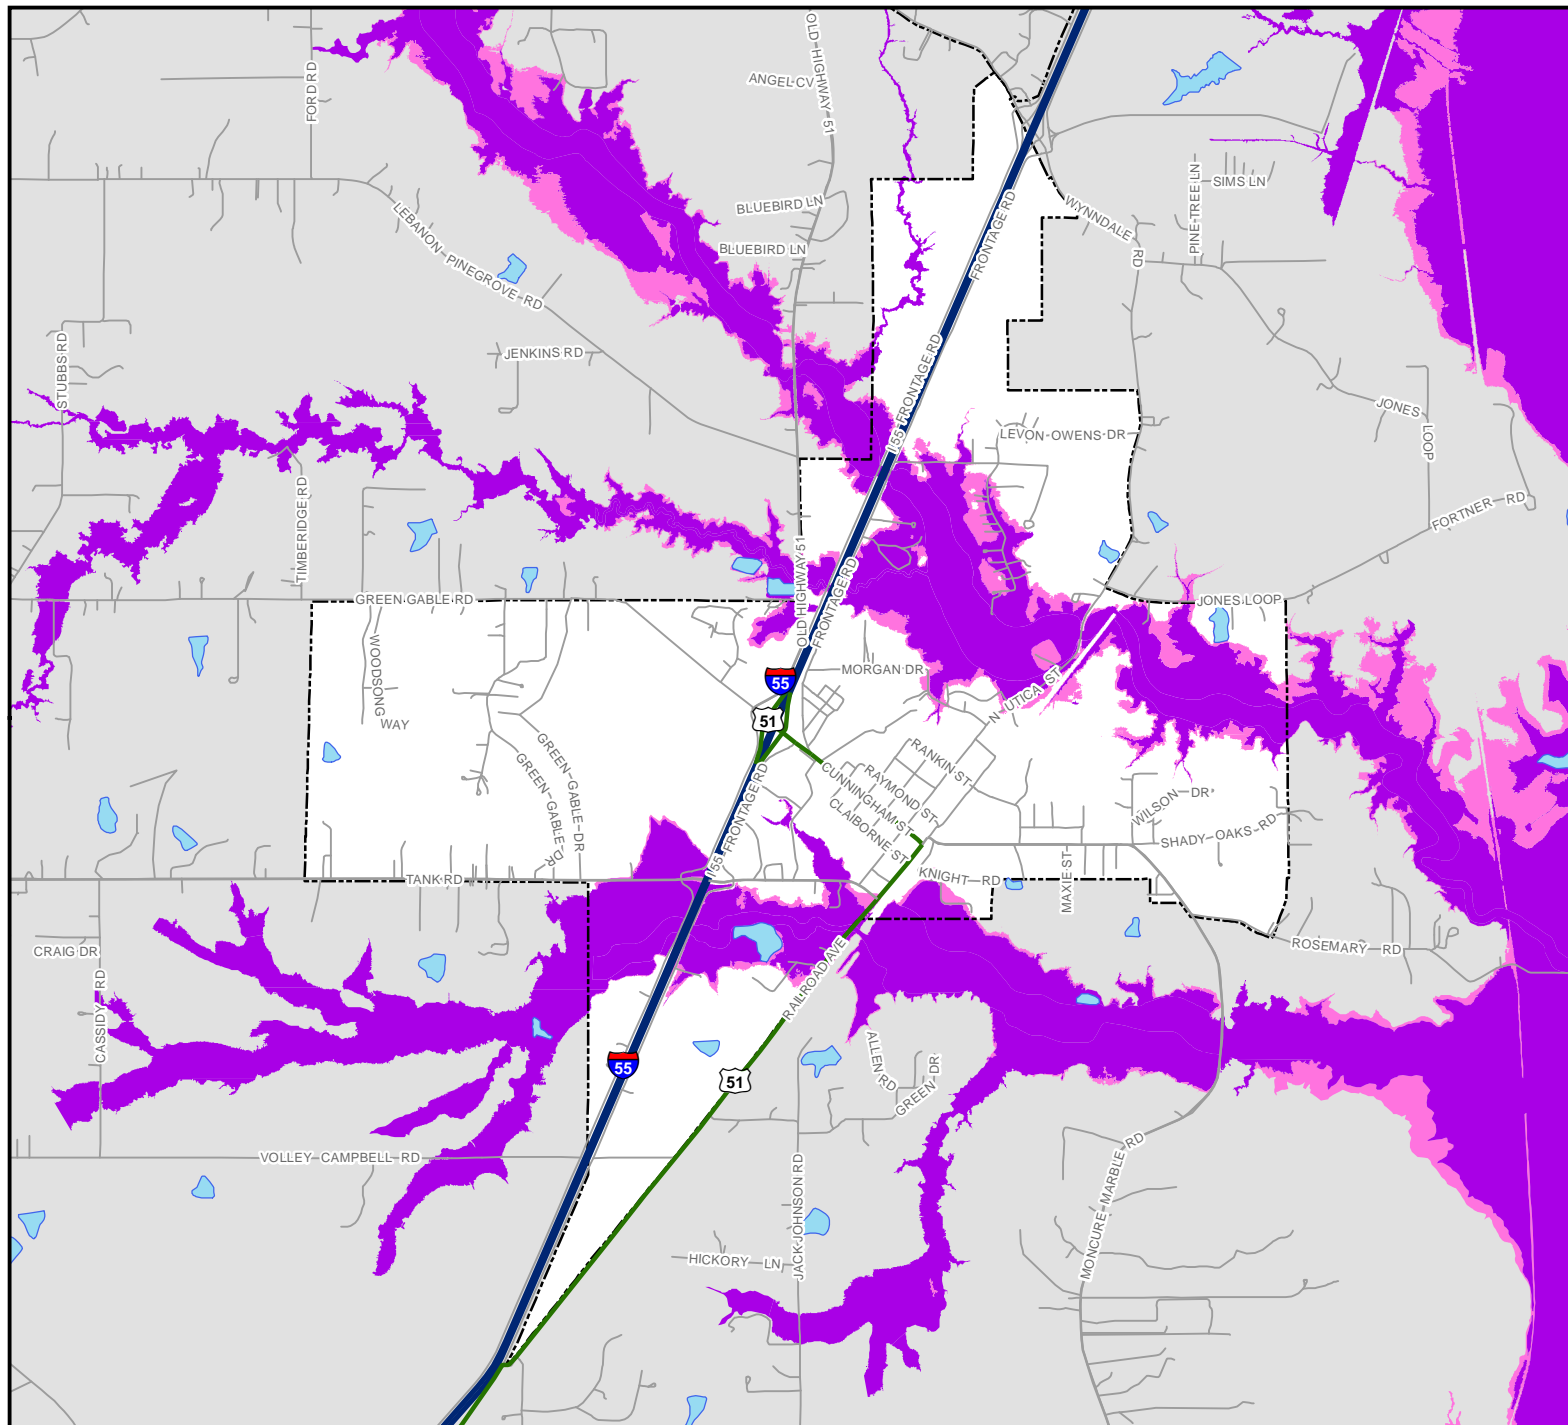 OLD HIGHWAY 51
ANGEL CV
FORD RD
BLUEBIRD LN
BLUEBIRD LN
LEBANON PINEGROVE RD
FRONTAGE RD
WYNNDALE RD
PINE TREE LN
SIMS LN
STUBBS RD
JENKINS RD
I 55 FRONTAGE RD
LEVON OWENS DR
JONES LOOP
FORTNER RD
TIMBERIDGE RD
OLD HIGHWAY 51
FRONTAGE RD
GREEN GABLE RD
JONES LOOP
WOODSONG WAY
MORGAN DR
55
51
N UTICA ST
GREEN GABLE DR
GREEN GABLE DR
RANKIN ST
RAYMOND ST
CUNNINGHAM ST
CLAIBORNE ST
I 55 FRONTAGE RD
WILSON DR
SHADY OAKS RD
TANK RD
KNIGHT RD
MAXIE ST
CRAIG DR
ROSEMARY RD
CASSIDY RD
RAILROAD AVE
55
51
ALLEN RD
GREEN DR
VOLLEY CAMPBELL RD
JACK JOHNSON RD
MONCURE MARBLE RD
HICKORY LN